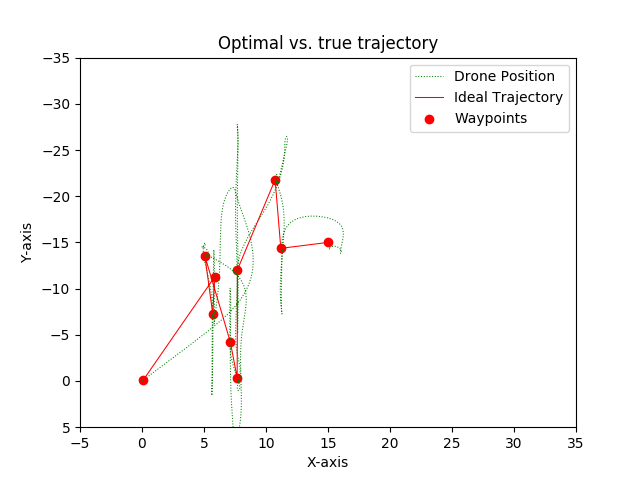 Optimal vs. true trajectory
Drone Position
Ideal Trajectory
Waypoints
−35
−30
−25
−20
−15
−10
−5
0
5
Y-axis
−5 0 5 10 15 20 25 30 35
X-axis